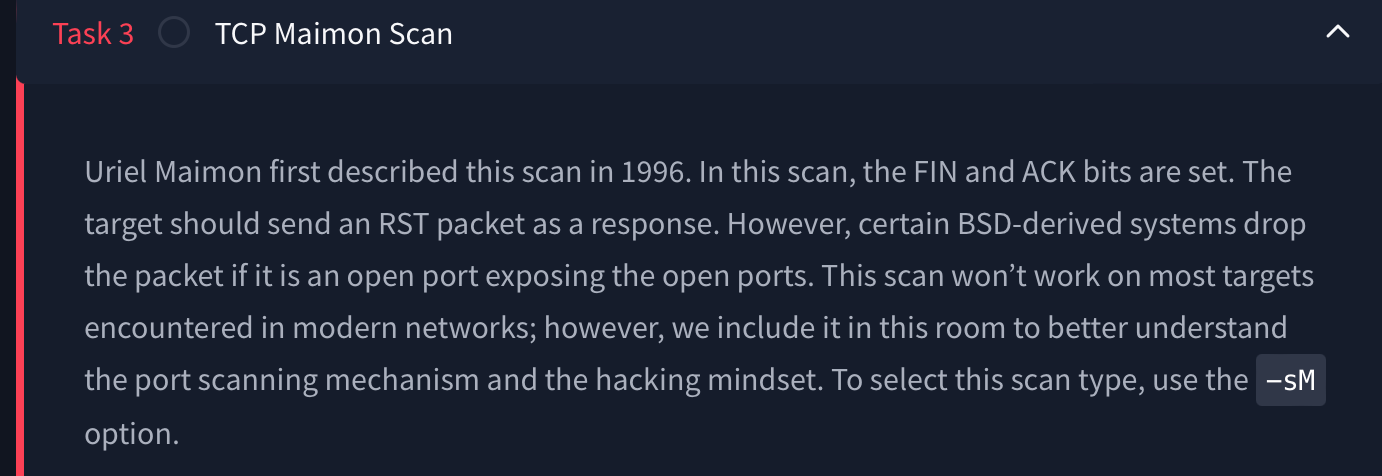 Task 3 TCP Maimon Scan
Uriel Maimon first described this scan in 1996. In this scan, the FIN and ACK bits are set. The
target should send an RST packet as a response. However, certain BSD-derived systems drop
the packet if it is an open port exposing the open ports. This scan won’t work on most targets
encountered in modern networks; however, we include it in this room to better understand
the port scanning mechanism and the hacking mindset. To select this scan type, use the -sM
option.